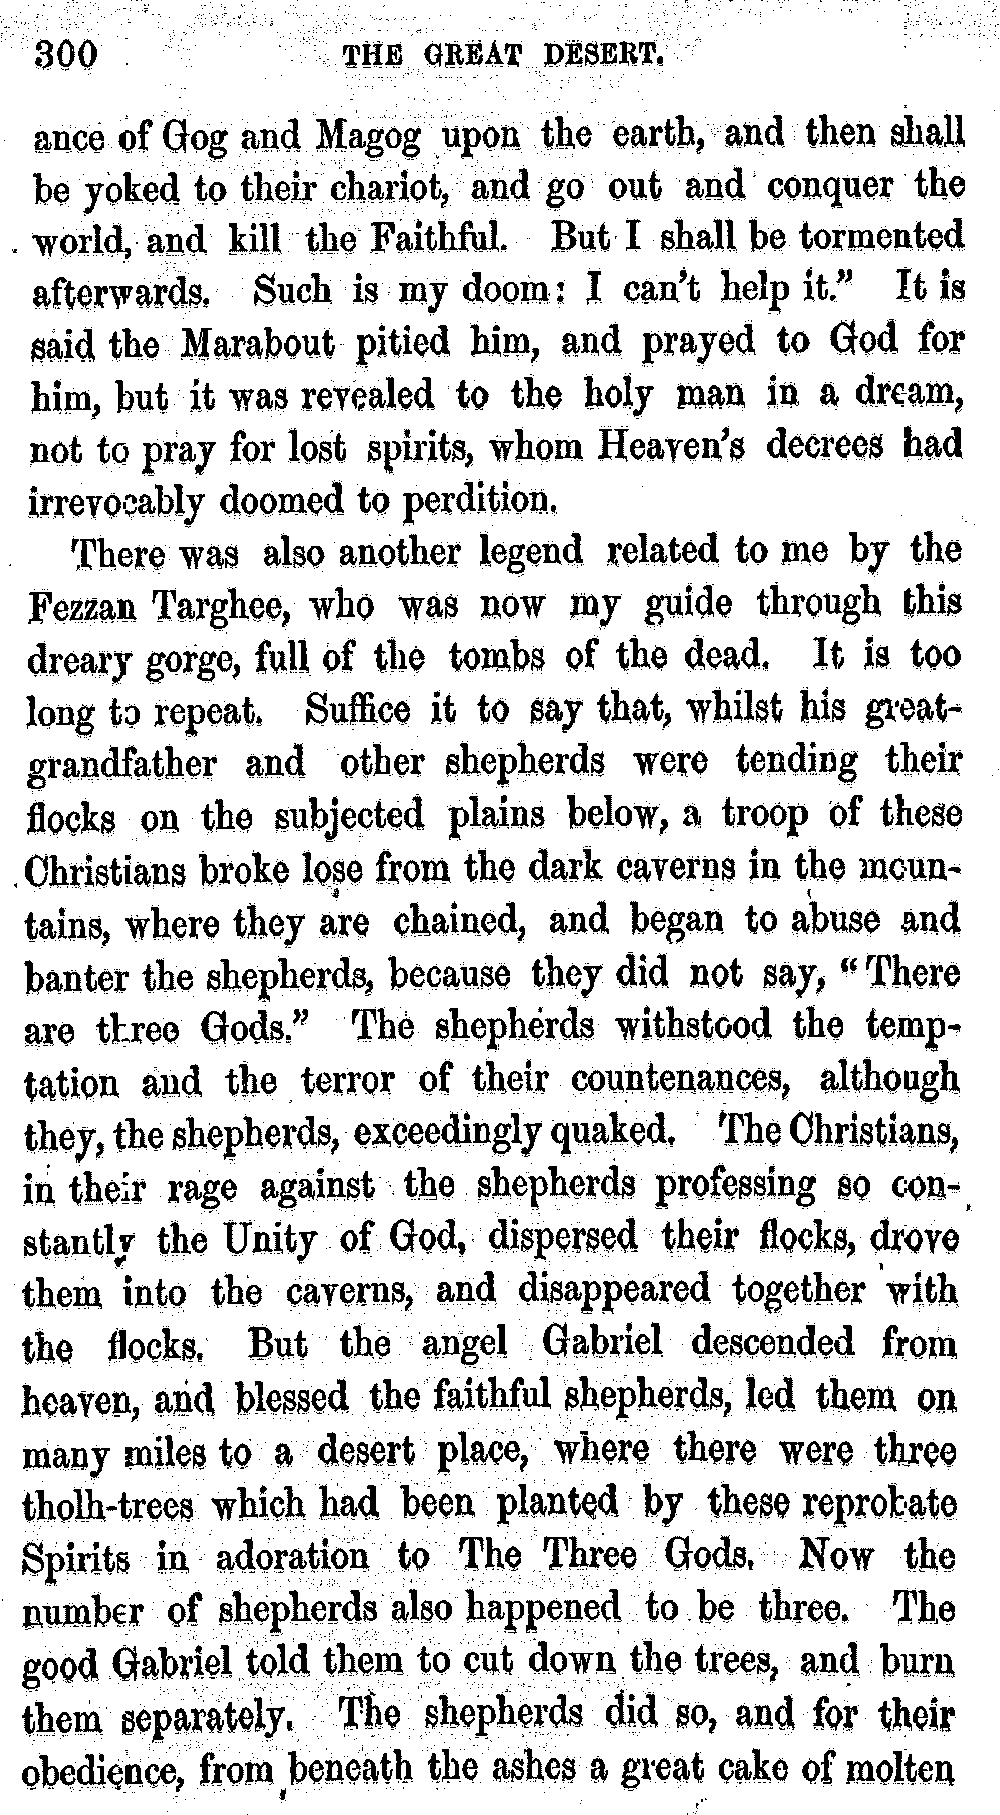 300 THE GREAT DESERT.
ance of Gog and Magog upon the earth, and then shall
be yoked to their chariot, and go out and conquer the
world, and kill the Faithful. But I shall be tormented
afterwards. Such is my doom: I can't help it." It is
said the Marabout pitied him, and prayed to God for
him, but it was revealed to the holy man in a dream,
not to pray for lost spirits, whom Heaven's decrees had
irrevocably doomed to perdition.
There was also another legend related to me by the
Fezzan Targhee, who was now my guide through this
dreary gorge, full of the tombs of the dead. It is too
long to repeat. Suffice it to say that, whilst his great-
grandfather and other shepherds were tending their
flocks on the subjected plains below, a troop of these
Christians broke lose from the dark caverns in the moun-
tains, where they are chained, and began to abuse and
banter the shepherds, because they did not say, "There
are three Gods." The shepherds withstood the temp-
tation and the terror of their countenances, although
they, the shepherds, exceedingly quaked. The Christians,
in their rage against the shepherds professing so con-
stantly the Unity of God, dispersed their flocks, drove
them into the caverns, and disappeared together with
the flocks. But the angel Gabriel descended from
heaven, and blessed the faithful shepherds, led them on
many miles to a desert place, where there were three
tholh-trees which had been planted by these reprobate
Spirits in adoration to The Three Gods. Now the
number of shepherds also happened to be three. The
good Gabriel told them to cut down the trees, and burn
them separately. The shepherds did so, and for their
obedience, from beneath the ashes a great cake of molten